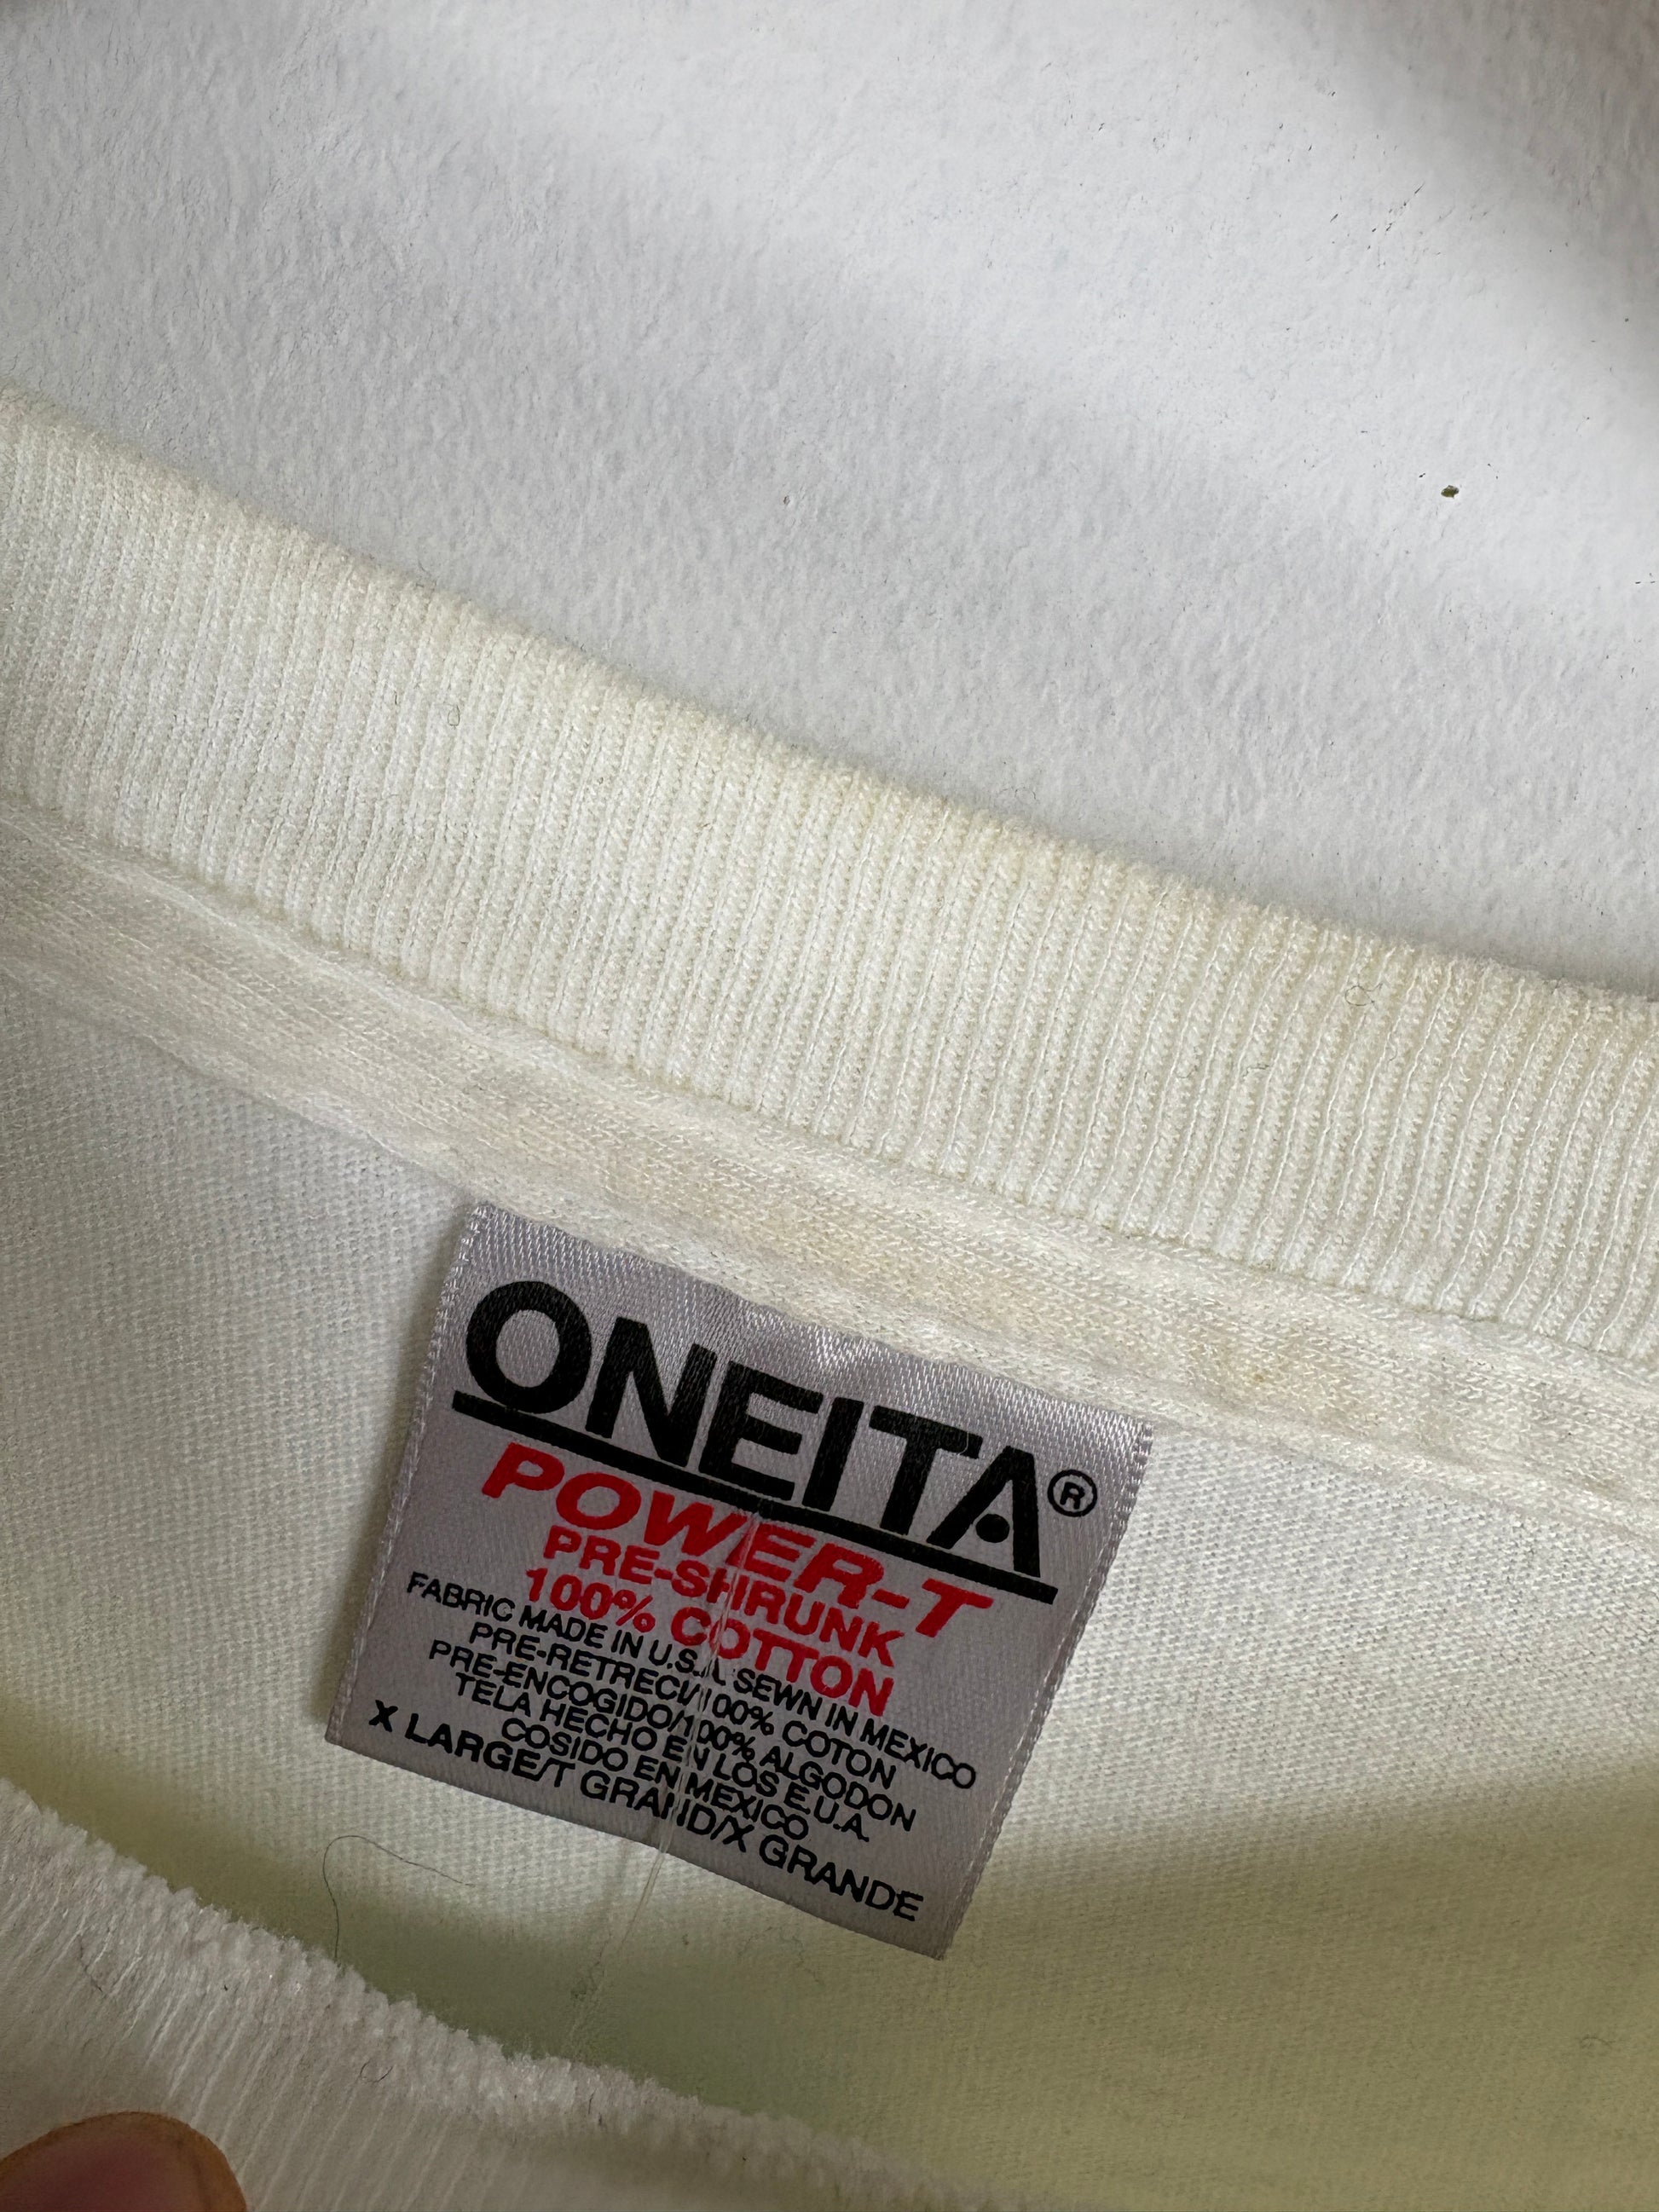 ONEITA®
POWER-T
PRE-SHRUNK
100% COTTON
FABRIC MADE IN U.S.A. SEWN IN MEXICO
PRE-RETRECI/100% COTON
PRE-ENCOGIDO/100% ALGODON
TELA HECHO EN LOS E.U.A.
COSIDO EN MEXICO
X LARGE/T GRAND/X GRANDE